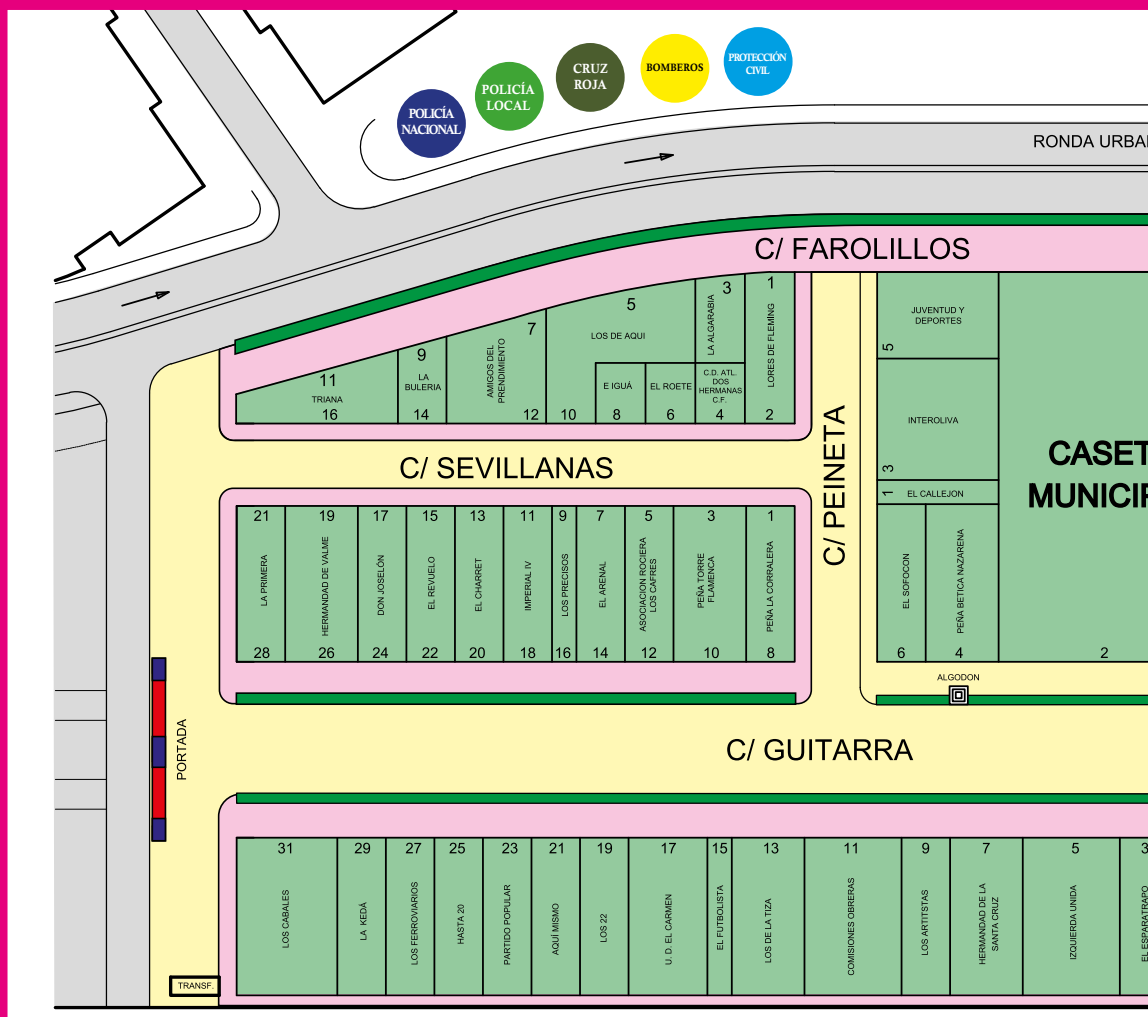 PROTECCIÓN
CIVIL
BOMBEROS
CRUZ
ROJA
POLICÍA
LOCAL
POLICÍA
NACIONAL
RONDA URBA
C/ FAROLILLOS
11
TRIANA
16
9
LA
BULERIA
14
7
AMIGOS DEL
PRENDIMIENTO
12
5
LOS DE AQUI
10
E IGUÁ
8
EL ROETE
6
3
LA ALGARABIA
C.D. ATL.
DOS
HERMANAS
C.F.
4
1
LORES DE FLEMING
2
JUVENTUD Y
DEPORTES
5
INTEROLIVA
3
1
EL CALLEJON
EL SOFOCON
6
PEÑA BETICA NAZARENA
4
CASET
MUNICI
2
C/ PEINETA
C/ SEVILLANAS
21
LA PRIMERA
28
19
HERMANDAD DE VALME
26
17
DON JOSELÓN
24
15
EL REVUELO
22
13
EL CHARRET
20
11
IMPERIAL IV
18
9
LOS PRECISOS
16
7
EL ARENAL
14
5
ASOCIACION ROCIERA
LOS CAFRES
12
3
PEÑA TORRE
FLAMENCA
10
1
PEÑA LA CORRALERA
8
ALGODON
PORTADA
C/ GUITARRA
31
LOS CABALES
29
LA KEDÁ
27
LOS FERROVIARIOS
25
HASTA 20
23
PARTIDO POPULAR
21
AQUÍ MISMO
19
LOS 22
17
U. D. EL CARMEN
15
EL FUTBOLISTA
13
LOS DE LA TIZA
11
COMISIONES OBRERAS
9
LOS ARTITSTAS
7
HERMANDAD DE LA
SANTA CRUZ
5
IZQUIERDA UNIDA
3
EL ESPARATRAPO
TRANSF.